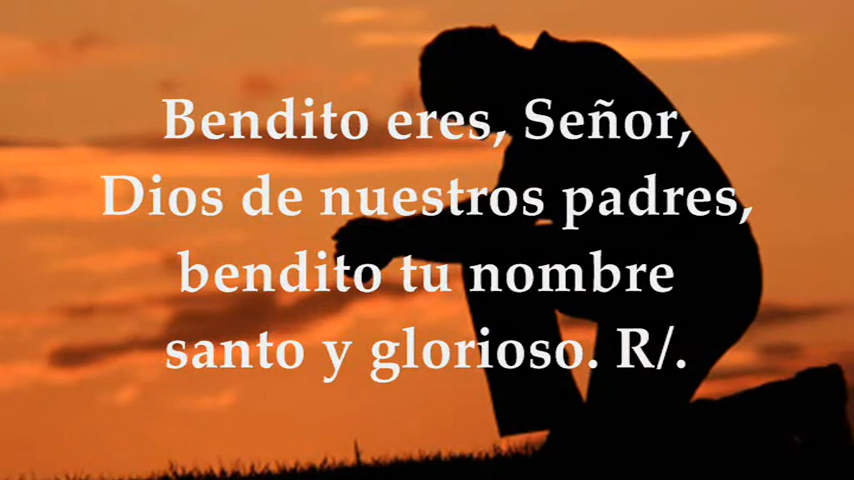 Bendito eres, Señor,
Dios de nuestros padres,
bendito tu nombre
santo y glorioso. R/.